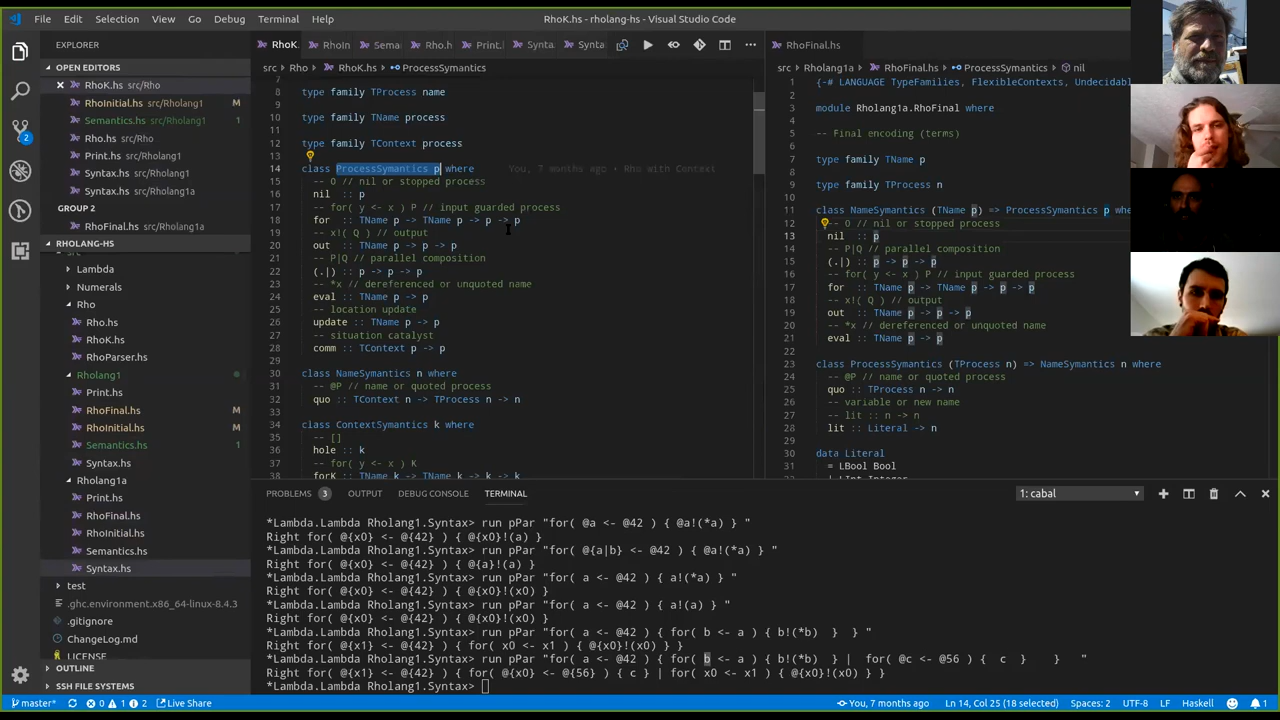 File Edit Selection View Go Debug Terminal Help
RhoK.hs - rholang-hs - Visual Studio Code
EXPLORER
OPEN EDITORS
RhoK.hs src/Rho
RhoInitial.hs src/Rholang1 M
Semantics.hs src/Rholang1 1
Rho.hs src/Rho
Print.hs src/Rholang1a
Syntax.hs src/Rholang1
Syntax.hs src/Rholang1a
GROUP 2
RhoFinal.hs src/Rholang1a
RHOLANG-HS
Lambda
Numerals
Rho
Rho.hs
RhoK.hs
RhoParser.hs
Rholang1
Print.hs
RhoFinal.hs M
RhoInitial.hs M
Semantics.hs 1
Syntax.hs
Rholang1a
Print.hs
RhoFinal.hs
RhoInitial.hs
Semantics.hs
Syntax.hs
test
.ghc.environment.x86_64-linux-8.4.3
.gitignore
ChangeLog.md
LICENSE
OUTLINE
SSH FILE SYSTEMS
RhoK RhoIn Sema Rho.h Print. Synta Synta
src > Rho > RhoK.hs > ProcessSymantics
7
8 type family TProcess name
9
10 type family TName process
11
12 type family TContext process
13
14 class ProcessSymantics p where You, 7 months ago • Rho with Context
15 -- 0 // nil or stopped process
16 nil :: p
17 -- for( y <- x ) P // input guarded process
18 for :: TName p -> TName p -> p -> p
19 -- x!( Q ) // output
20 out :: TName p -> p -> p
21 -- P|Q // parallel composition
22 (.|) :: p -> p -> p
23 -- *x // dereferenced or unquoted name
24 eval :: TName p -> p
25 -- location update
26 update :: TName p -> p
27 -- situation catalyst
28 comm :: TContext p -> p
29
30 class NameSymantics n where
31 -- @P // name or quoted process
32 quo :: TContext n -> TProcess n -> n
33
34 class ContextSymantics k where
35 -- []
36 hole :: k
37 -- for( y <- x ) K
38 forK :: TName k -> TName k -> k -> k
RhoFinal.hs
src > Rholang1a > RhoFinal.hs > ProcessSymantics > nil
1 {-# LANGUAGE TypeFamilies, FlexibleContexts, Undecidab
2
3 module Rholang1a.RhoFinal where
4
5 -- Final encoding (terms)
6
7 type family TName p
8
9 type family TProcess n
10
11 class NameSymantics (TName p) => ProcessSymantics p whe
12 -- 0 // nil or stopped process
13 nil :: p
14 -- P|Q // parallel composition
15 (.|) :: p -> p -> p
16 -- for( y <- x ) P // input guarded process
17 for :: TName p -> TName p -> p -> p
18 -- x!( Q ) // output
19 out :: TName p -> p -> p
20 -- *x // dereferenced or unquoted name
21 eval :: TName p -> p
22
23 class ProcessSymantics (TProcess n) => NameSymantics n where
24 -- @P // name or quoted process
25 quo :: TProcess n -> n
26 -- variable or new name
27 -- lit :: n -> n
28 lit :: Literal -> n
29
30 data Literal
31 = LBool Bool
PROBLEMS 3 OUTPUT DEBUG CONSOLE TERMINAL
1: cabal
*Lambda.Lambda Rholang1.Syntax> run pPar "for( @a <- @42 ) { @a!(*a) } "
Right for( @{x0} <- @{42} ) { @{x0}!(a) }
*Lambda.Lambda Rholang1.Syntax> run pPar "for( @{a|b} <- @42 ) { @a!(*a) } "
Right for( @{x0} <- @{42} ) { @{a}!(a) }
*Lambda.Lambda Rholang1.Syntax> run pPar "for( a <- @42 ) { a!(*a) } "
Right for( @{x0} <- @{42} ) { @{x0}!(x0) }
*Lambda.Lambda Rholang1.Syntax> run pPar "for( a <- @42 ) { a!(a) } "
Right for( @{x0} <- @{42} ) { @{x0}!(x0) }
*Lambda.Lambda Rholang1.Syntax> run pPar "for( a <- @42 ) { for( b <- a ) { b!(*b) } } "
Right for( @{x1} <- @{42} ) { for( x0 <- x1 ) { @{x0}!(x0) } }
*Lambda.Lambda Rholang1.Syntax> run pPar "for( a <- @42 ) { for( b <- a ) { b!(*b) } | for( @c <- @56 ) { c } } "
Right for( @{x1} <- @{42} ) { for( @{x0} <- @{56} ) { c } | for( x0 <- x1 ) { @{x0}!(x0) } }
*Lambda.Lambda Rholang1.Syntax>
master* 0 1 2 Live Share You, 7 months ago Ln 14, Col 25 (18 selected) Spaces: 2 UTF-8 LF Haskell 1